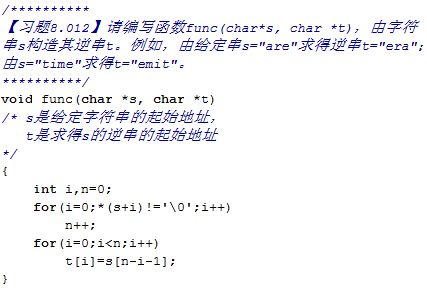 /**********
【习题8.012】请编写函数func(char*s, char *t)，由字符
串s构造其逆串t。例如，由给定串s="are"求得逆串t="era";
由s="time"求得t="emit"。
**********/
void func(char *s, char *t)
/* s是给定字符串的起始地址,
t是求得s的逆串的起始地址
*/
{
int i,n=0;
for(i=0;*(s+i)!='\0';i++)
n++;
for(i=0;i<n;i++)
t[i]=s[n-i-1];
}